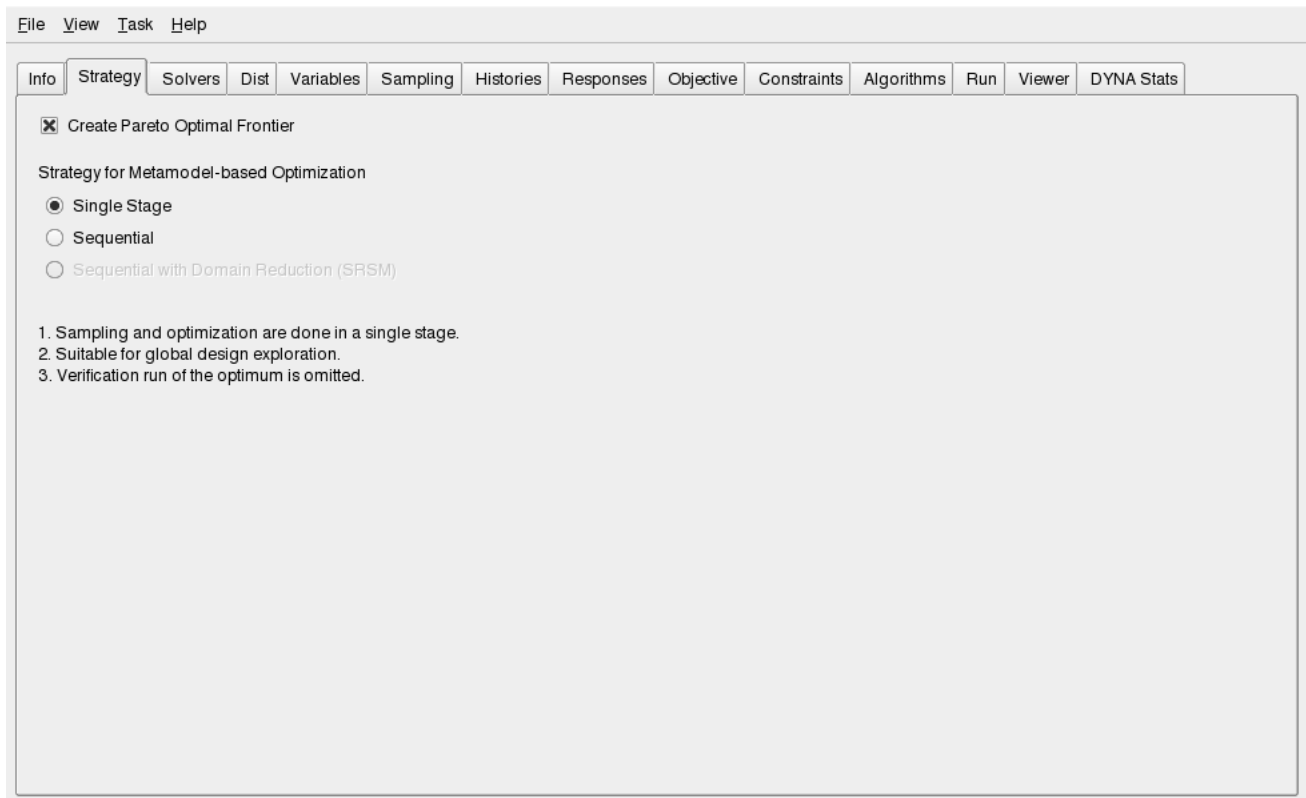 File View Task Help
Info Strategy Solvers Dist Variables Sampling Histories Responses Objective Constraints Algorithms Run Viewer DYNA Stats
Create Pareto Optimal Frontier
Strategy for Metamodel-based Optimization
Single Stage
Sequential
Sequential with Domain Reduction (SRSM)
1. Sampling and optimization are done in a single stage.
2. Suitable for global design exploration.
3. Verification run of the optimum is omitted.